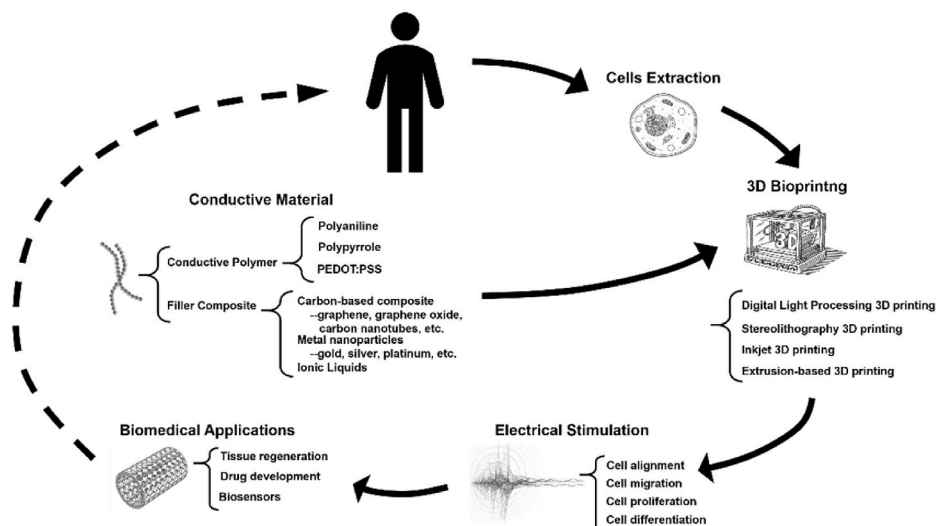 Cells Extraction
3D Bioprintng
3D
Conductive Material
Conductive Polymer
Polyaniline
Polypyrrole
PEDOT:PSS
Filler Composite
Carbon-based composite
--graphene, graphene oxide,
carbon nanotubes, etc.
Metal nanoparticles
--gold, silver, platinum, etc.
Ionic Liquids
Digital Light Processing 3D printing
Stereolithography 3D printing
Inkjet 3D printing
Extrusion-based 3D printing
Electrical Stimulation
Cell alignment
Cell migration
Cell proliferation
Cell differentiation
Biomedical Applications
Tissue regeneration
Drug development
Biosensors